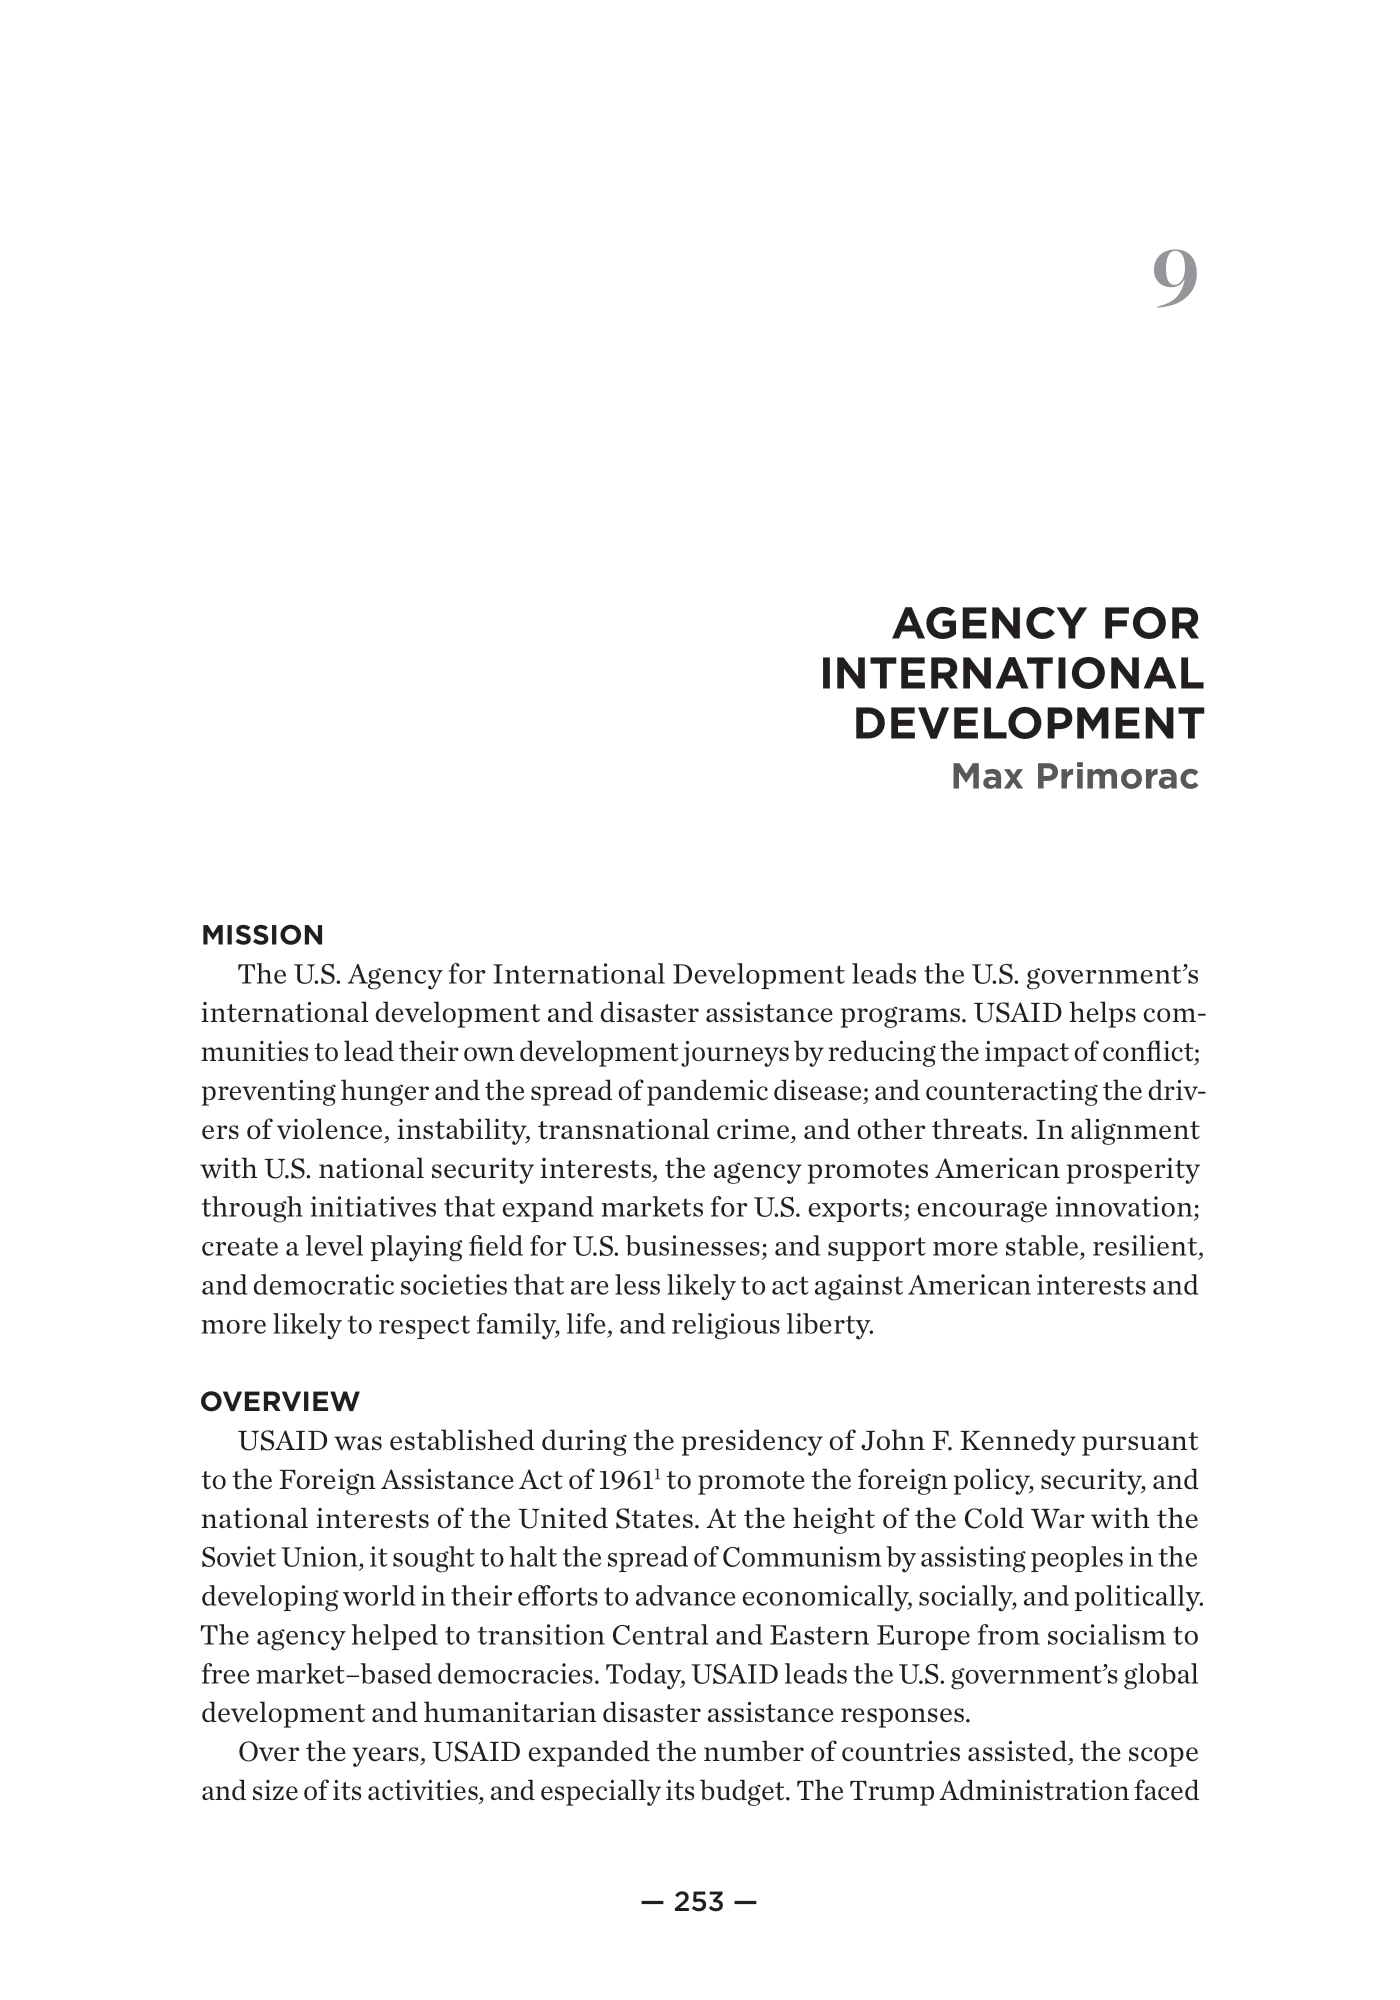 9
AGENCY FOR
INTERNATIONAL
DEVELOPMENT
Max Primorac
MISSION
The U.S. Agency for International Development leads the U.S. government’s
international development and disaster assistance programs. USAID helps com-
munities to lead their own development journeys by reducing the impact of conflict;
preventing hunger and the spread of pandemic disease; and counteracting the driv-
ers of violence, instability, transnational crime, and other threats. In alignment
with U.S. national security interests, the agency promotes American prosperity
through initiatives that expand markets for U.S. exports; encourage innovation;
create a level playing field for U.S. businesses; and support more stable, resilient,
and democratic societies that are less likely to act against American interests and
more likely to respect family, life, and religious liberty.
OVERVIEW
USAID was established during the presidency of John F. Kennedy pursuant
to the Foreign Assistance Act of 1961¹ to promote the foreign policy, security, and
national interests of the United States. At the height of the Cold War with the
Soviet Union, it sought to halt the spread of Communism by assisting peoples in the
developing world in their efforts to advance economically, socially, and politically.
The agency helped to transition Central and Eastern Europe from socialism to
free market–based democracies. Today, USAID leads the U.S. government’s global
development and humanitarian disaster assistance responses.
Over the years, USAID expanded the number of countries assisted, the scope
and size of its activities, and especially its budget. The Trump Administration faced
— 253 —